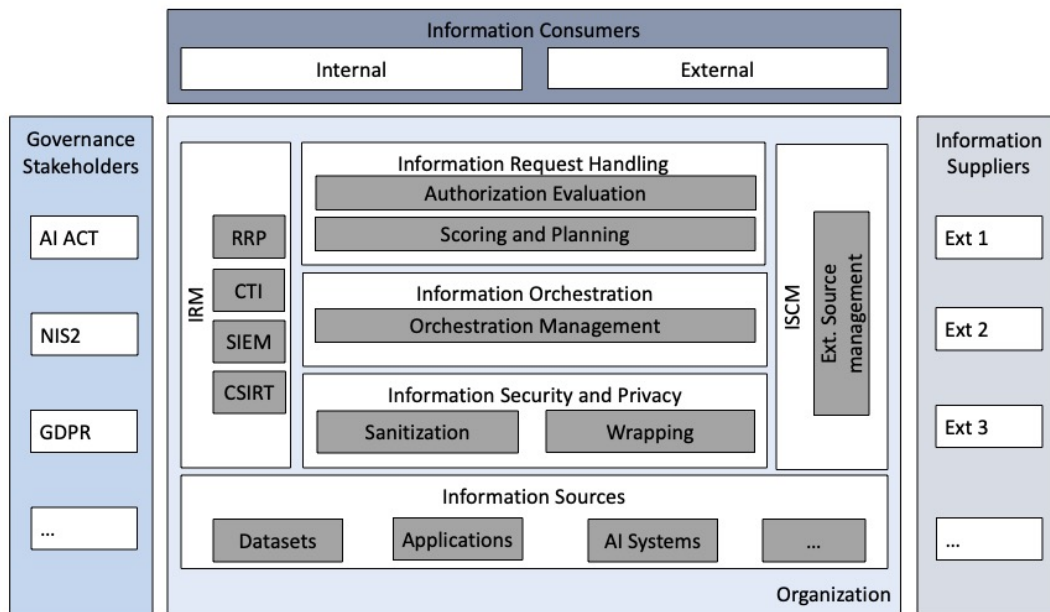 Information Consumers
Internal
External
Governance
Stakeholders
AI ACT
NIS2
GDPR
...
IRM
RRP
CTI
SIEM
CSIRT
Information Request Handling
Authorization Evaluation
Scoring and Planning
Information Orchestration
Orchestration Management
Information Security and Privacy
Sanitization
Wrapping
ISCM
Ext. Source
management
Information Sources
Datasets
Applications
AI Systems
...
Organization
Information
Suppliers
Ext 1
Ext 2
Ext 3
...